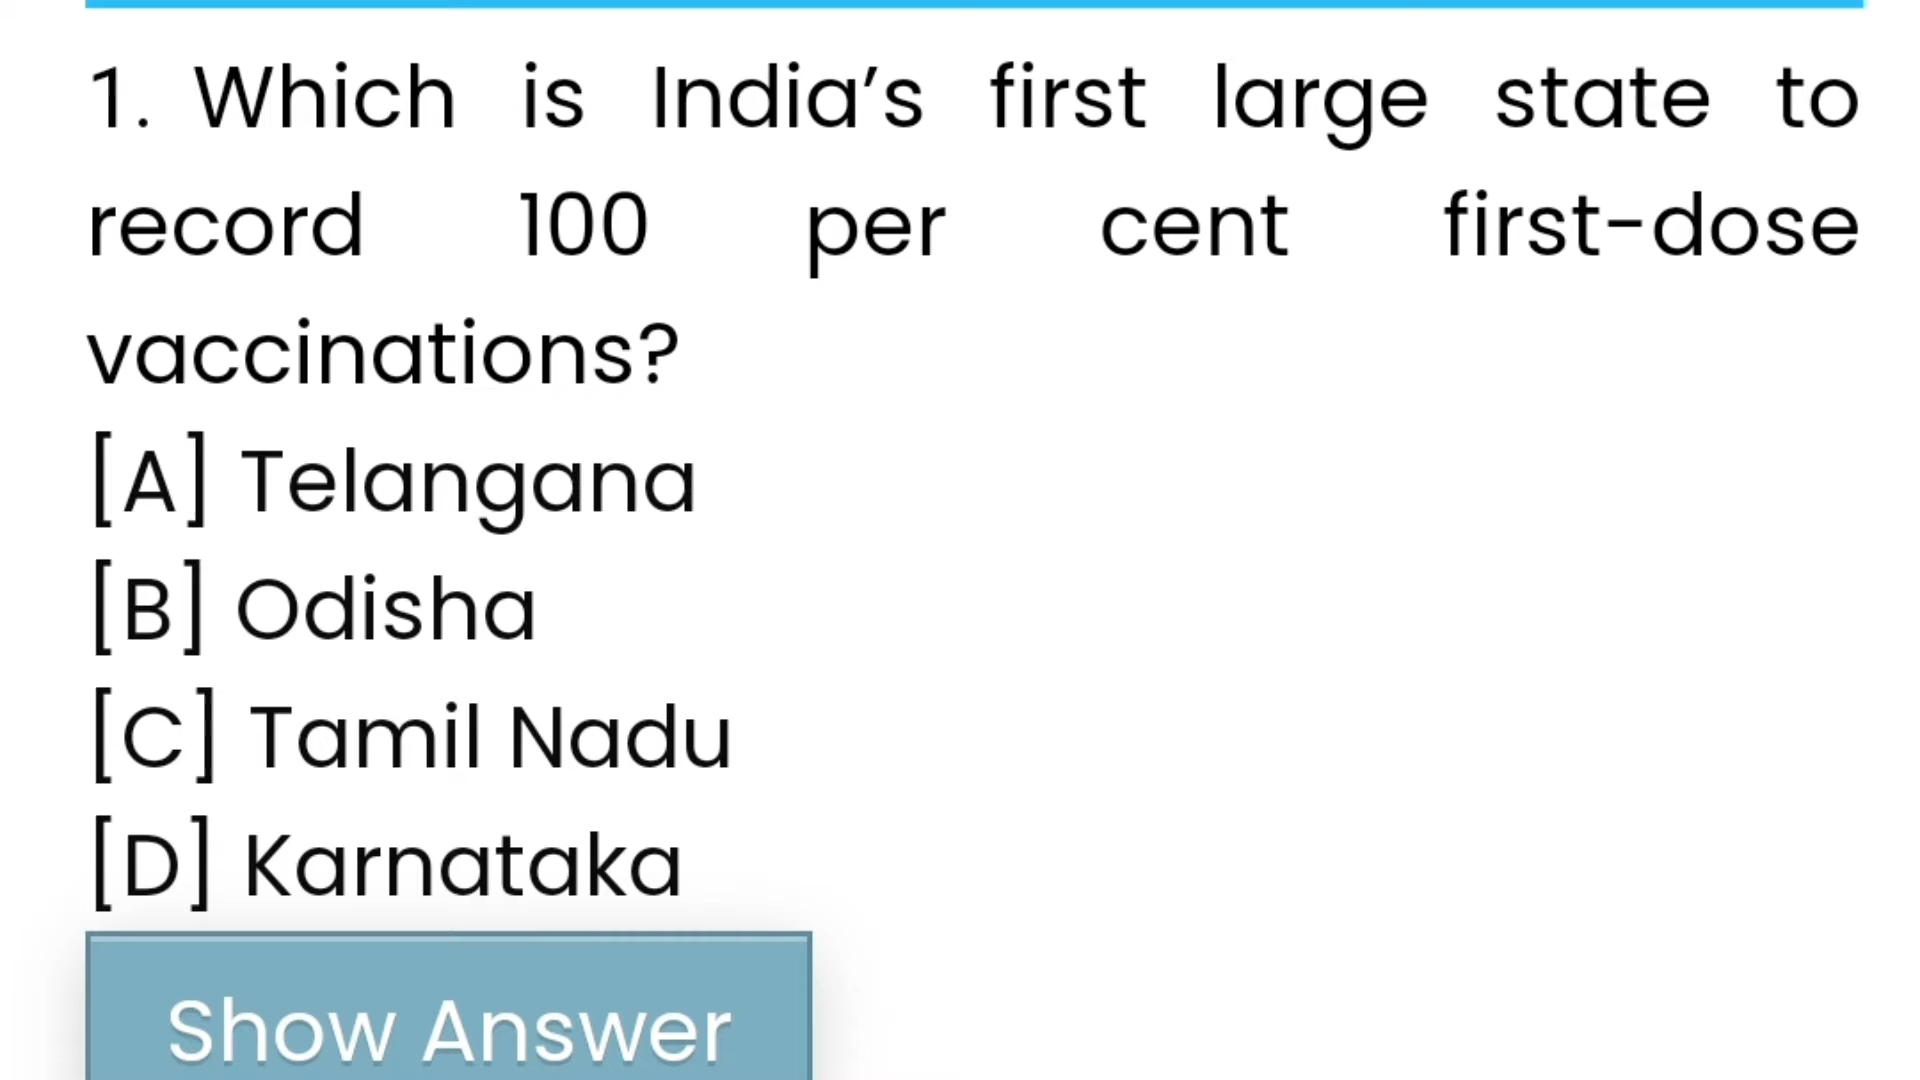 1. Which is India’s first large state to
record 100 per cent first-dose
vaccinations?
[A] Telangana
[B] Odisha
[C] Tamil Nadu
[D] Karnataka
Show Answer